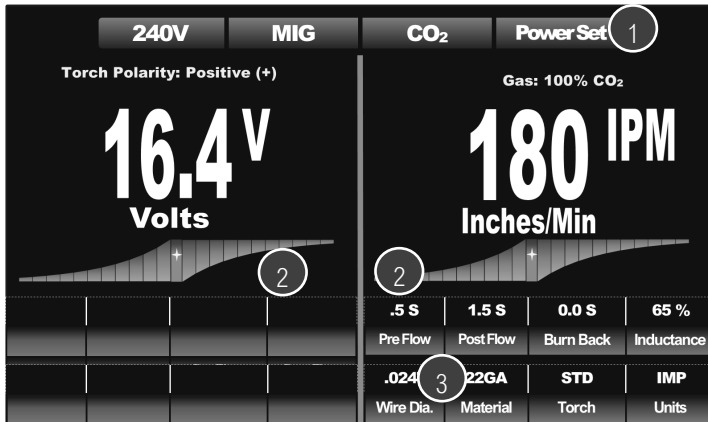 240V MIG CO₂ Power Set 1
Torch Polarity: Positive (+)
Gas: 100% CO₂
16.4 V
Volts
180 IPM
Inches/Min
2
2
.5 S 1.5 S 0.0 S 65 %
Pre Flow Post Flow Burn Back Inductance
.024 3 22GA STD IMP
Wire Dia. Material Torch Units